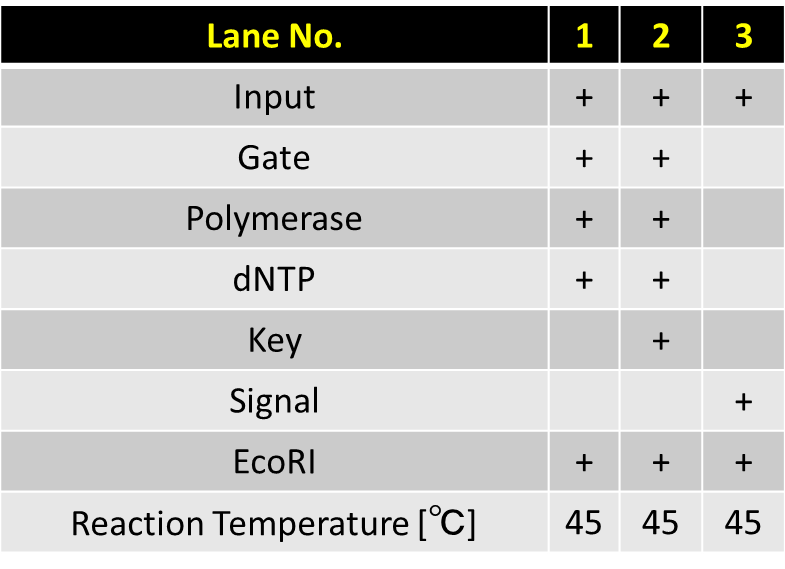 Lane No. 1 2 3
Input + + +
Gate + +
Polymerase + +
dNTP + +
Key +
Signal +
EcoRI + + +
Reaction Temperature [℃] 45 45 45